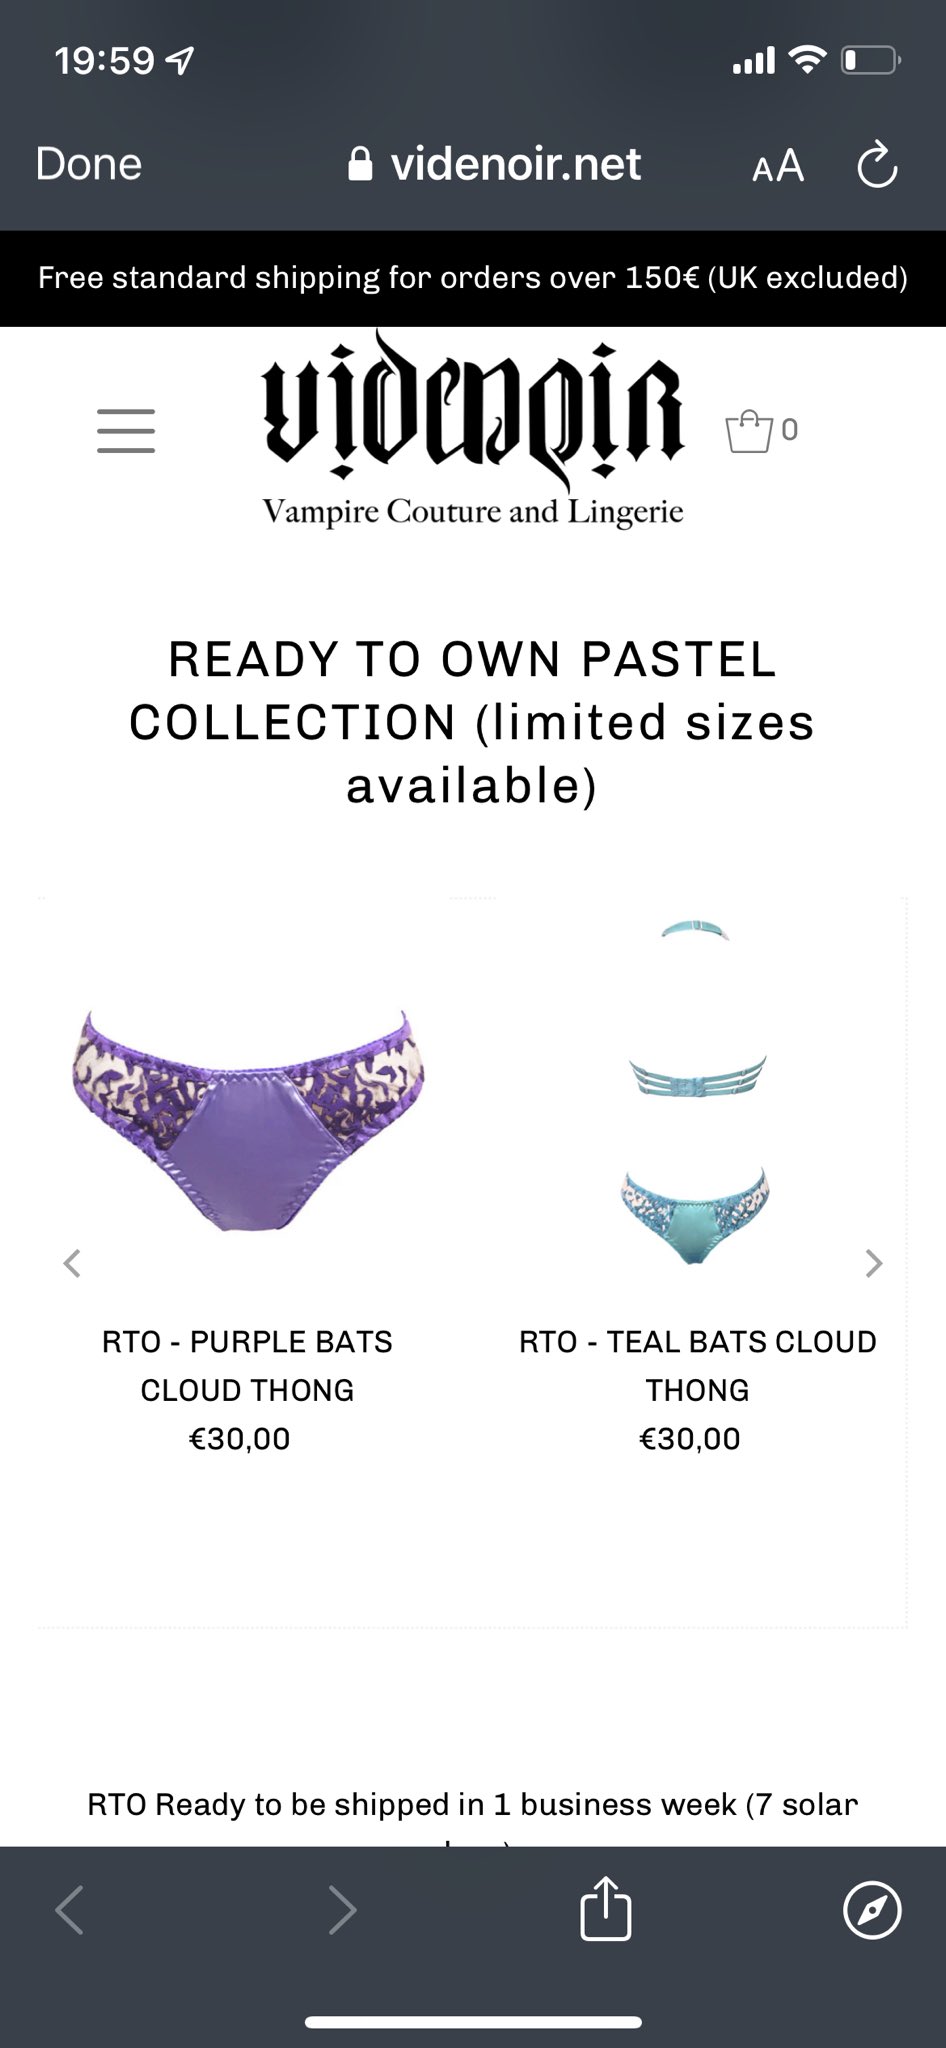 19:59
Done
videnoir.net
AA
Free standard shipping for orders over 150€ (UK excluded)
videnoir
0
Vampire Couture and Lingerie
READY TO OWN PASTEL
COLLECTION (limited sizes
available)
RTO - PURPLE BATS
CLOUD THONG
€30,00
RTO - TEAL BATS CLOUD
THONG
€30,00
RTO Ready to be shipped in 1 business week (7 solar